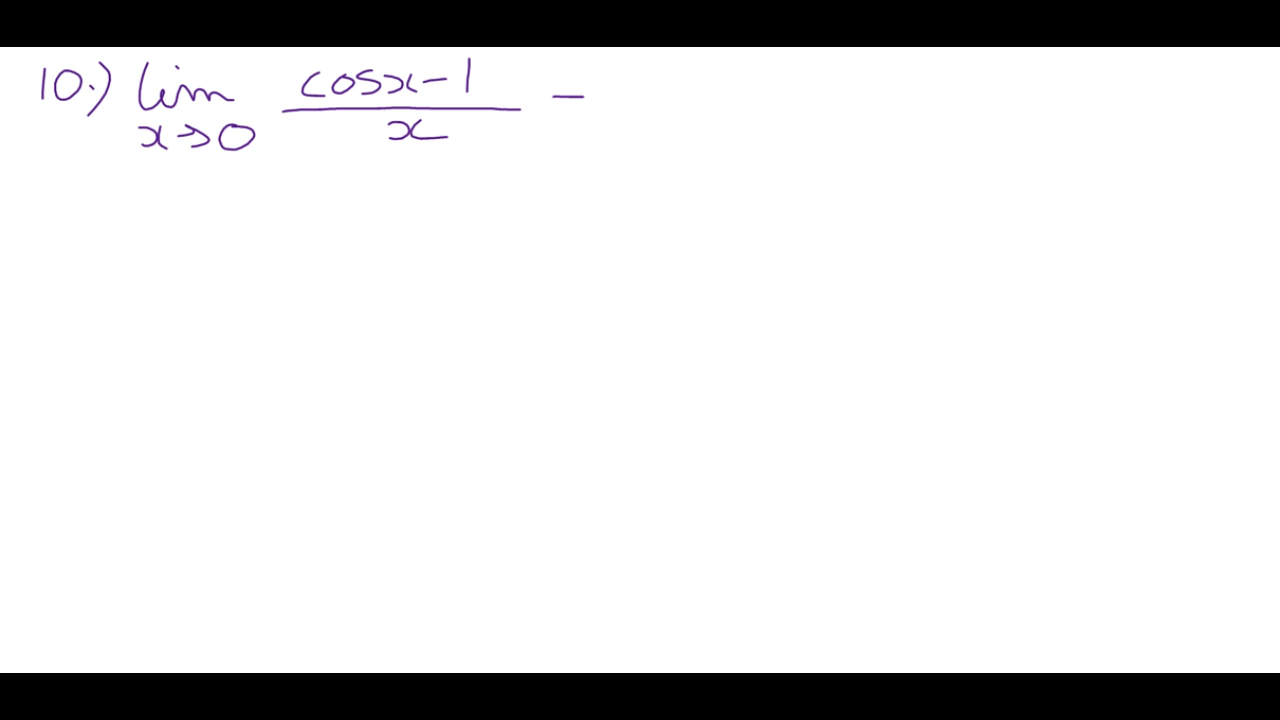 10.) lim cosx-1 -
x→0 x